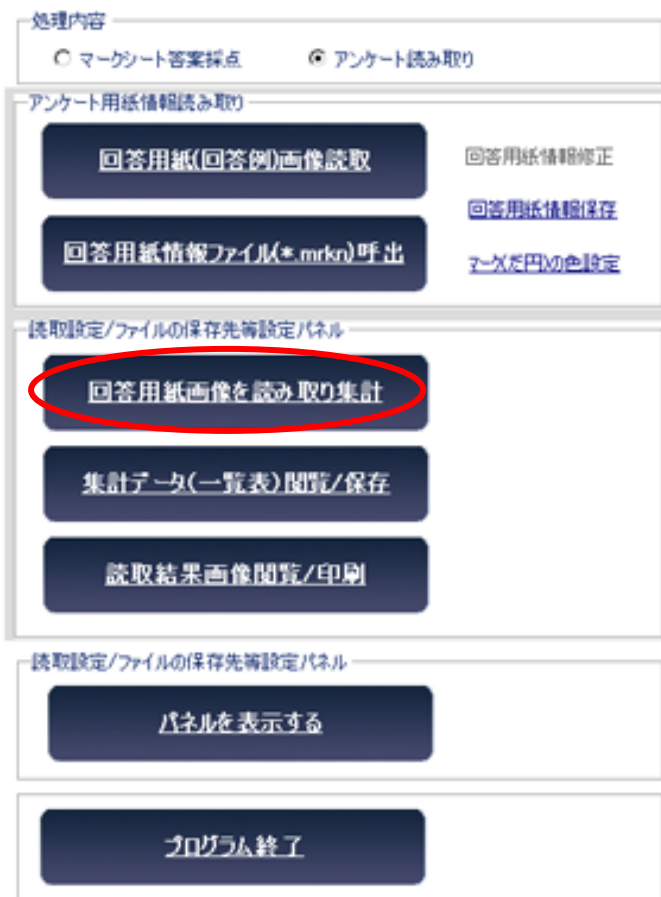 処理内容
マークシート答案採点 アンケート読み取り
アンケート用紙情報読み取り
回答用紙(回答例)画像読取
回答用紙情報修正
回答用紙情報保存
回答用紙情報ファイル(*.mrkn)呼出
マーク(だ円)の色設定
読取設定/ファイルの保存先等設定パネル
回答用紙画像を読み取り集計
集計データ(一覧表)閲覧/保存
読取結果画像閲覧/印刷
読取設定/ファイルの保存先等設定パネル
パネルを表示する
プログラム終了